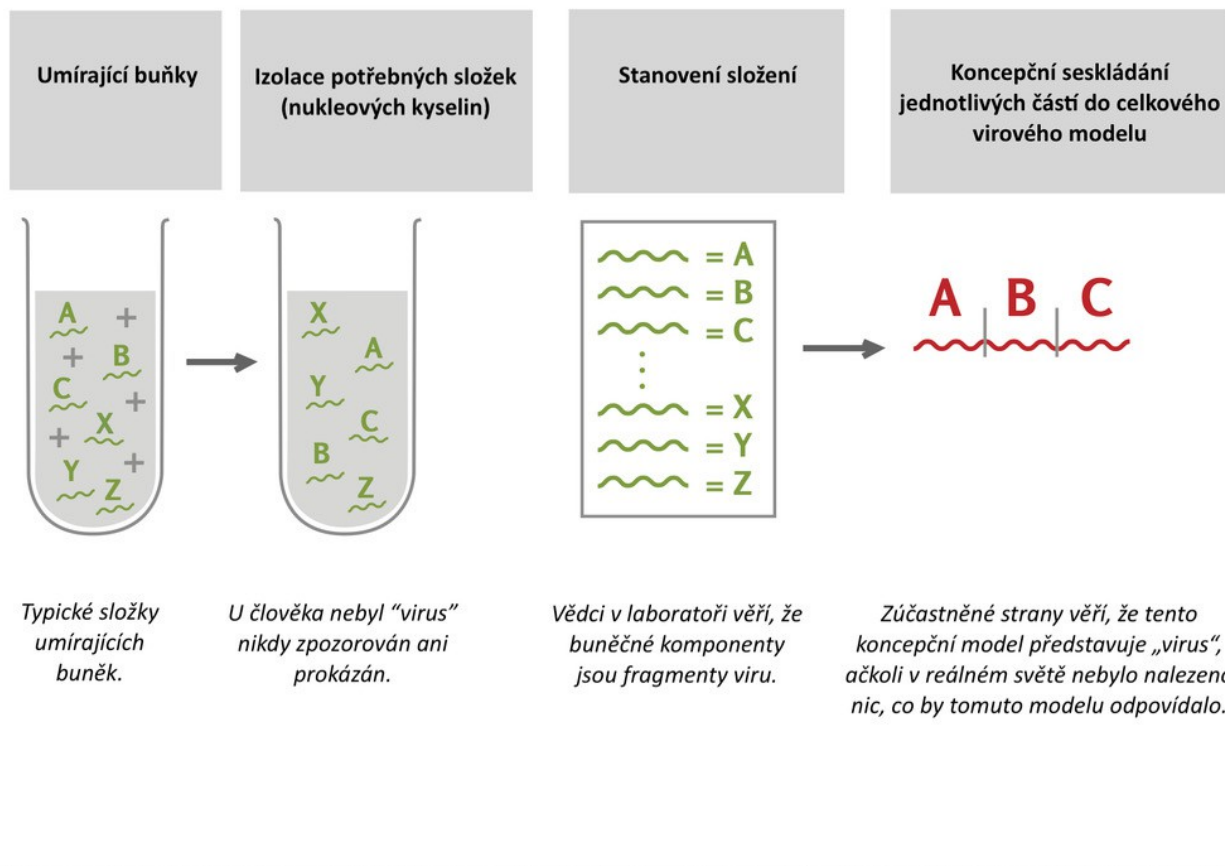 Umírající buňky
Izolace potřebných složek
(nukleových kyselin)
Stanovení složení
Koncepční seskládání
jednotlivých částí do celkového
virového modelu
A
B
C
X
Y
Z
X
A
Y
C
B
Z
= A
= B
= C
= X
= Y
= Z
A B C
Typické složky
umírajících
buněk.
U člověka nebyl “virus”
nikdy zpozorován ani
prokázán.
Vědci v laboratoři věří, že
buněčné komponenty
jsou fragmenty viru.
Zúčastněné strany věří, že tento
koncepční model představuje „virus“,
ačkoli v reálném světě nebylo nalezeno
nic, co by tomuto modelu odpovídalo.